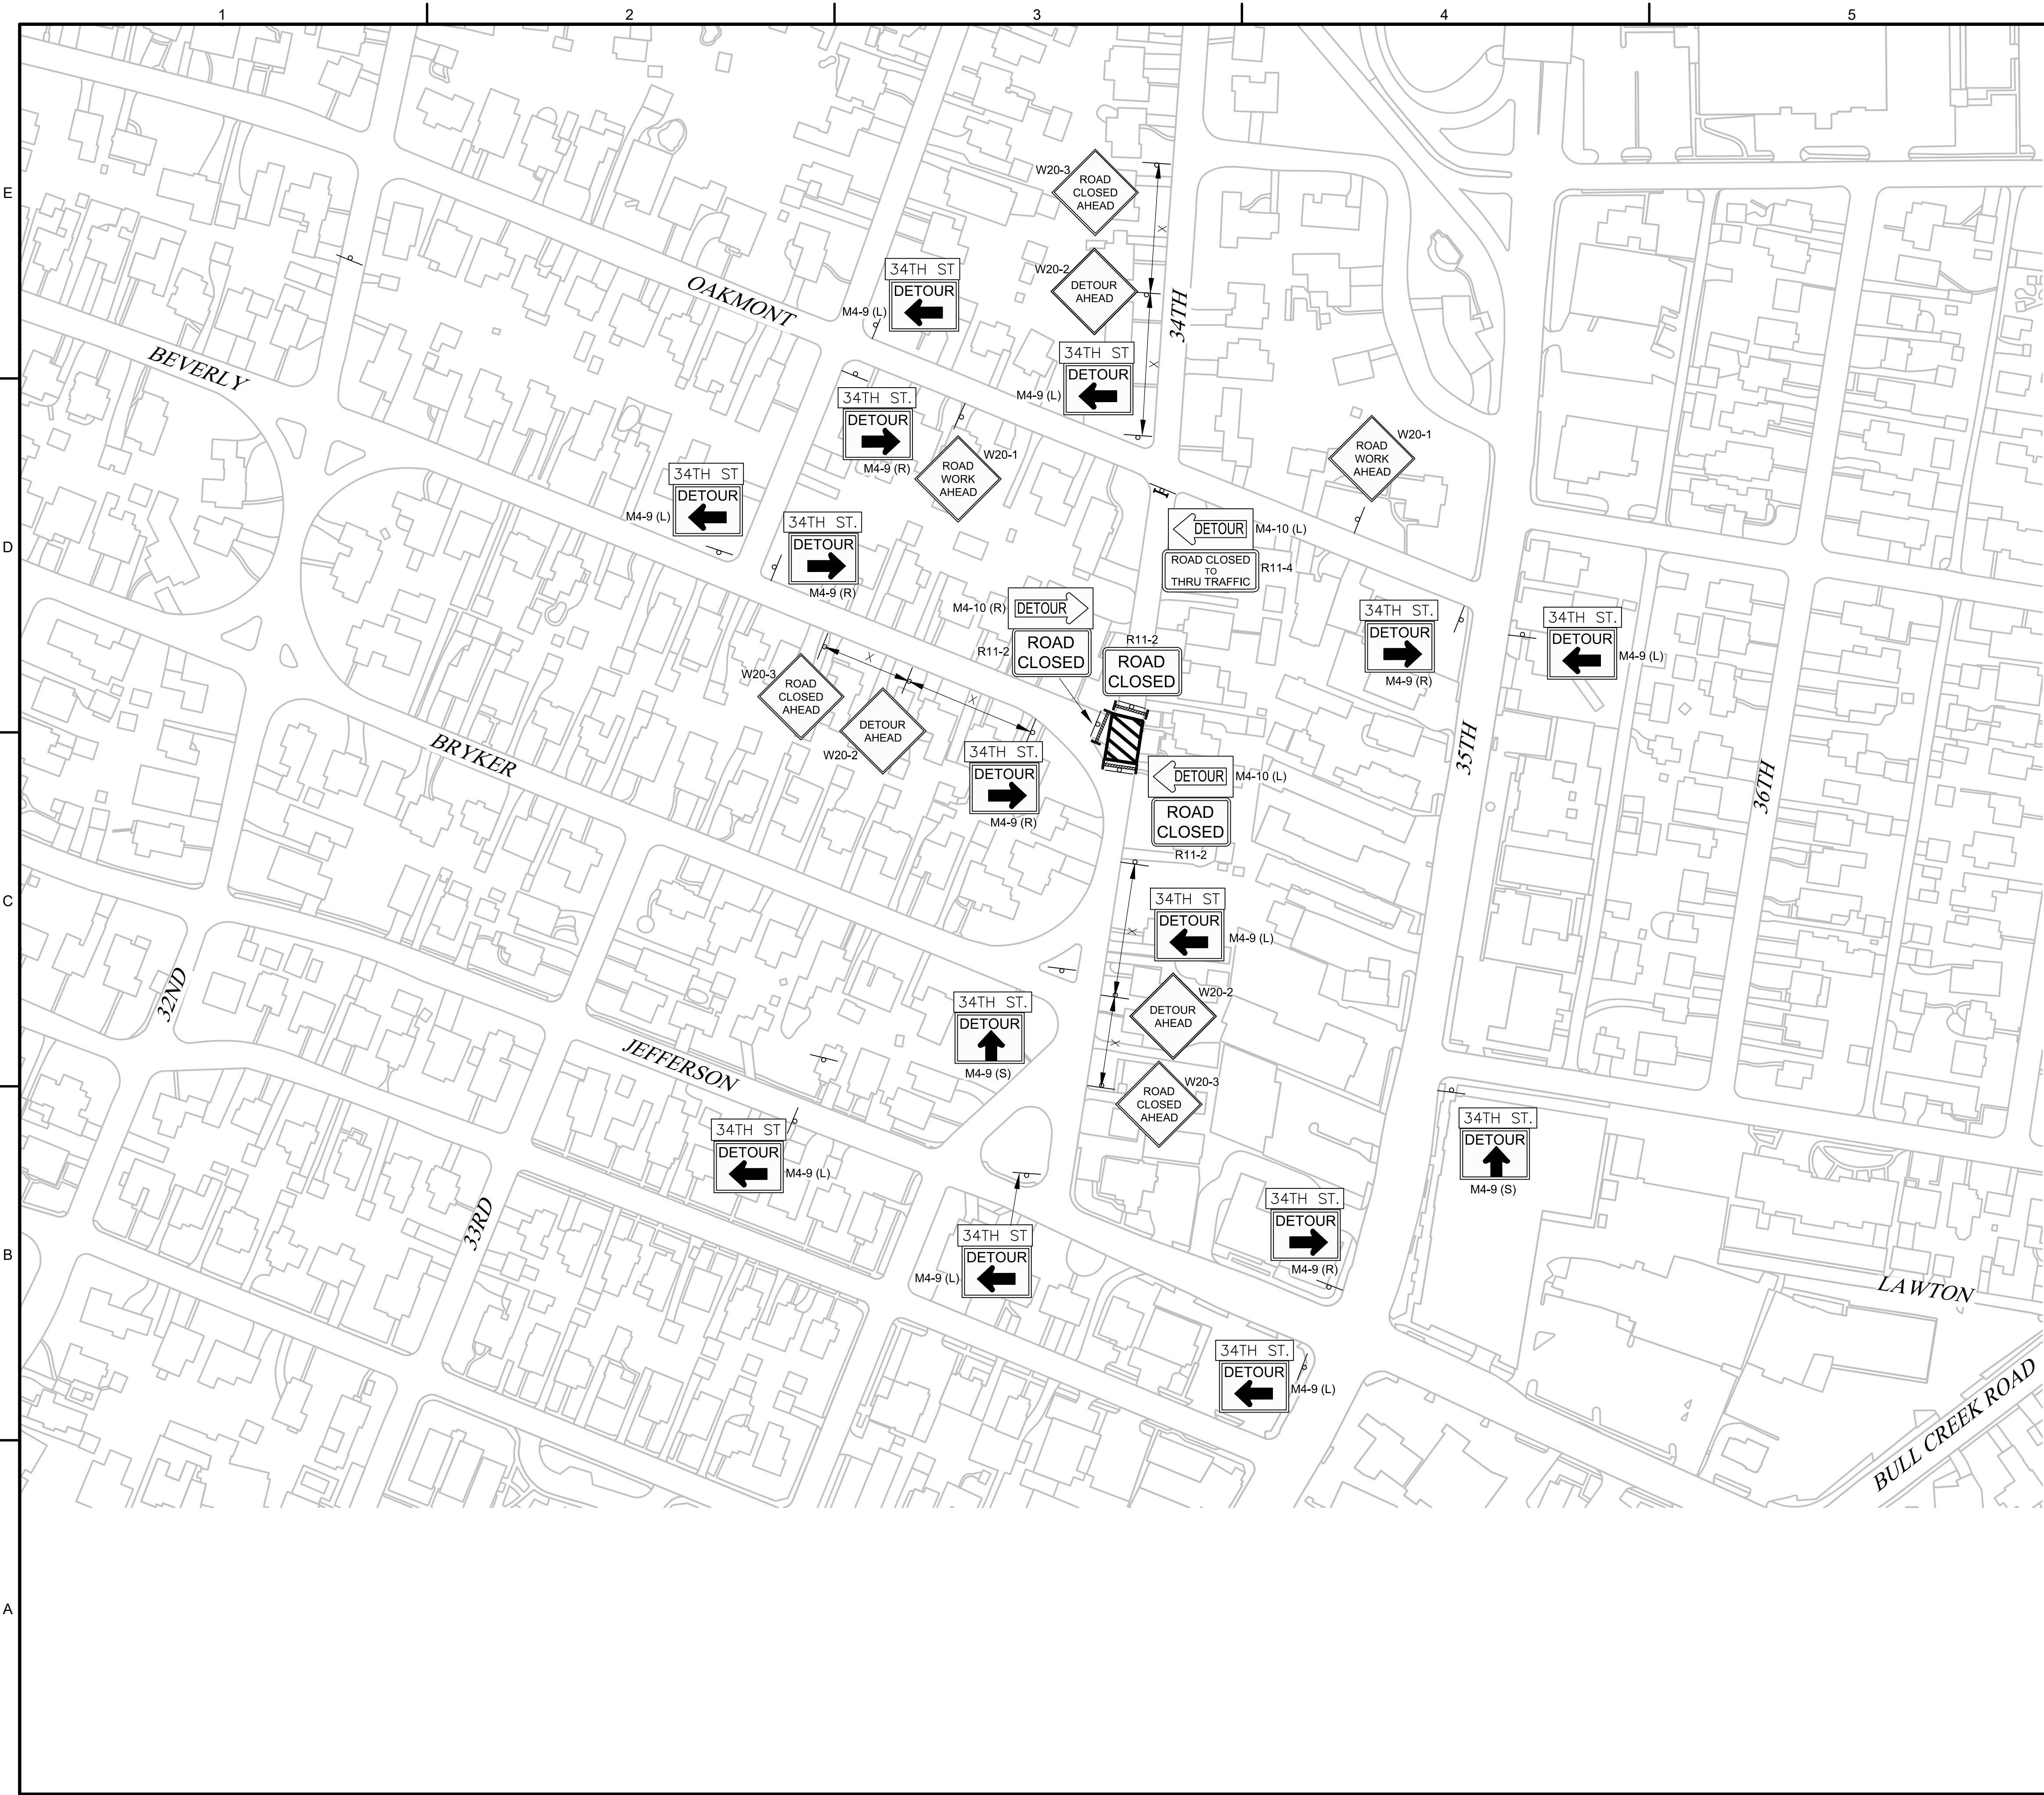 1
2
3
4
5
E
D
C
B
A
W20-3
ROAD
CLOSED
AHEAD
W20-2
DETOUR
AHEAD
34TH
34TH ST
DETOUR
M4-9 (L)
OAKMONT
34TH ST
DETOUR
M4-9 (L)
BEVERLY
34TH ST.
DETOUR
M4-9 (R)
W20-1
ROAD
WORK
AHEAD
W20-1
ROAD
WORK
AHEAD
34TH ST
DETOUR
M4-9 (L)
34TH ST.
DETOUR
M4-9 (R)
DETOUR
M4-10 (L)
ROAD CLOSED
TO
THRU TRAFFIC
R11-4
M4-10 (R)
DETOUR
ROAD
CLOSED
R11-2
R11-2
ROAD
CLOSED
34TH ST.
DETOUR
M4-9 (R)
34TH ST.
DETOUR
M4-9 (L)
W20-3
ROAD
CLOSED
AHEAD
DETOUR
AHEAD
W20-2
34TH ST.
DETOUR
M4-9 (R)
BRYKER
35TH
36TH
DETOUR
M4-10 (L)
ROAD
CLOSED
R11-2
34TH ST
DETOUR
M4-9 (L)
32ND
34TH ST.
DETOUR
M4-9 (S)
W20-2
DETOUR
AHEAD
JEFFERSON
W20-3
ROAD
CLOSED
AHEAD
34TH ST
DETOUR
M4-9 (L)
34TH ST.
DETOUR
M4-9 (S)
33RD
34TH ST
DETOUR
M4-9 (L)
34TH ST.
DETOUR
M4-9 (R)
LAWTON
34TH ST.
DETOUR
M4-9 (L)
BULL CREEK ROAD
X
X
X
X
X
X